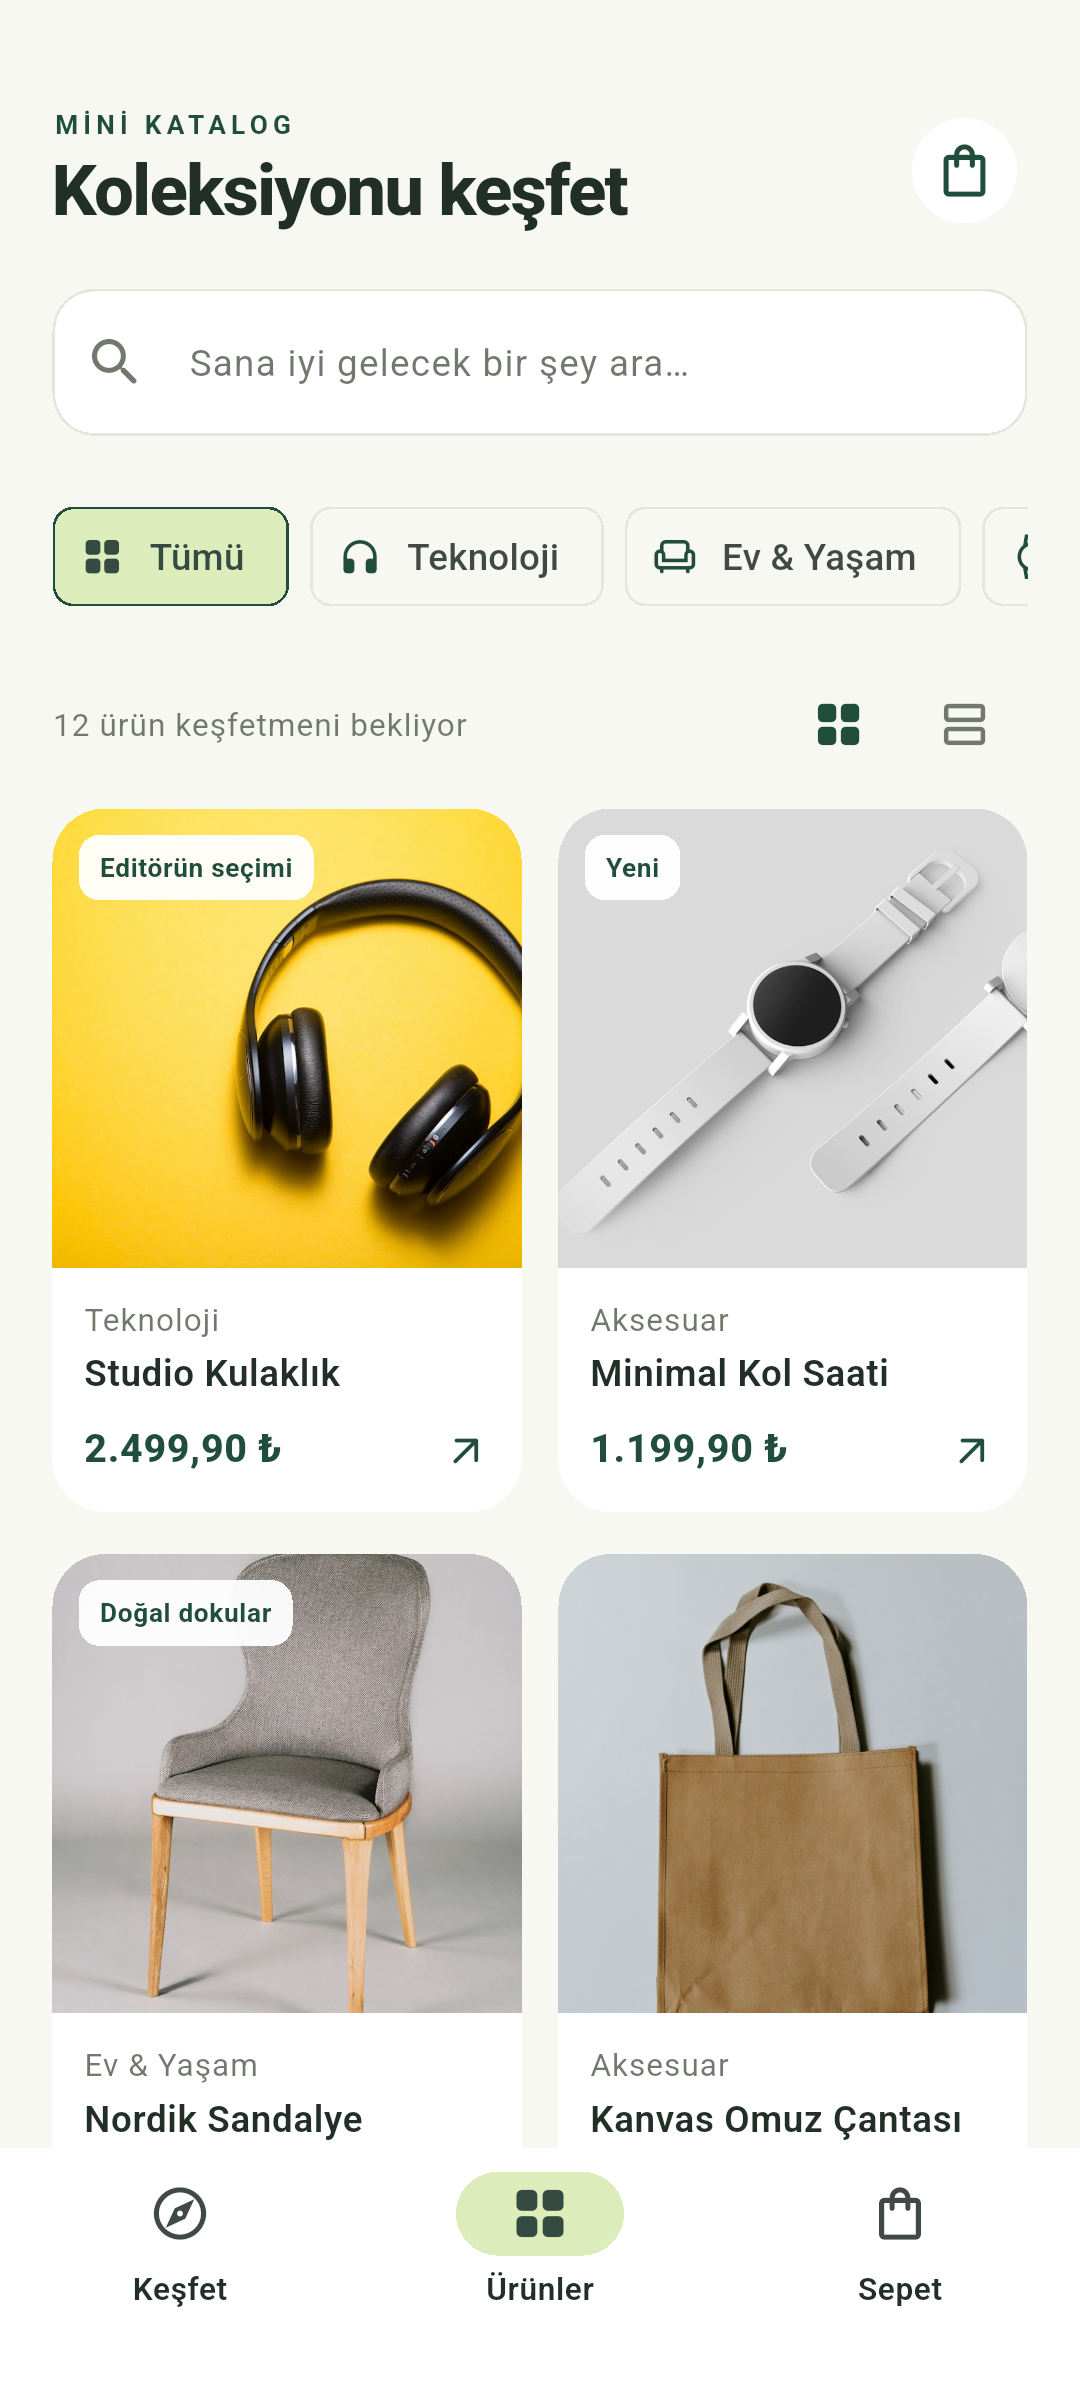 MİNİ KATALOG
Koleksiyonu keşfet
Sana iyi gelecek bir şey ara…
Tümü
Teknoloji
Ev & Yaşam
12 ürün keşfetmeni bekliyor
Editörün seçimi
Yeni
Teknoloji
Studio Kulaklık
2.499,90 ₺
Aksesuar
Minimal Kol Saati
1.199,90 ₺
Doğal dokular
Ev & Yaşam
Nordik Sandalye
Aksesuar
Kanvas Omuz Çantası
Keşfet
Ürünler
Sepet